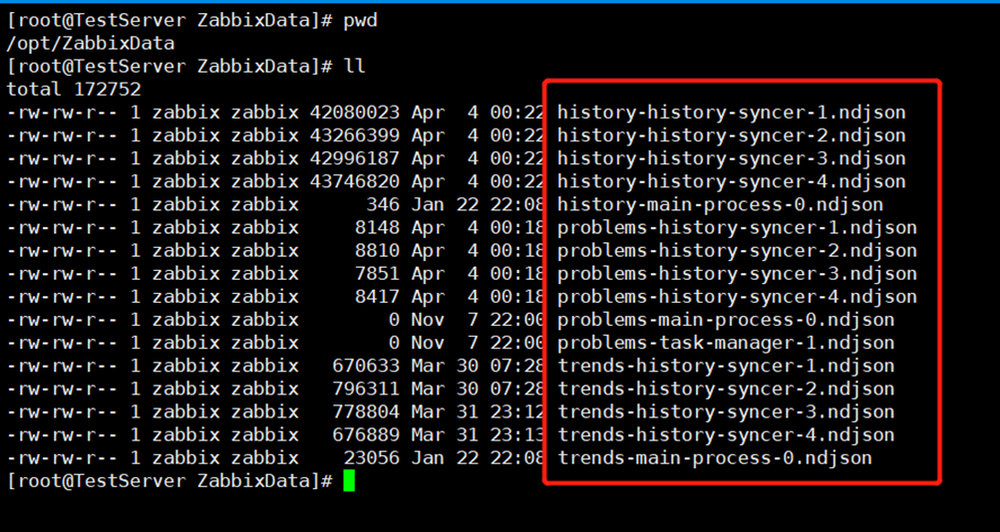 [root@TestServer ZabbixData]# pwd
/opt/ZabbixData
[root@TestServer ZabbixData]# ll
total 172752
-rw-rw-r-- 1 zabbix zabbix 42080023 Apr  4 00:22 history-history-syncer-1.ndjson
-rw-rw-r-- 1 zabbix zabbix 43266399 Apr  4 00:22 history-history-syncer-2.ndjson
-rw-rw-r-- 1 zabbix zabbix 42996187 Apr  4 00:22 history-history-syncer-3.ndjson
-rw-rw-r-- 1 zabbix zabbix 43746820 Apr  4 00:22 history-history-syncer-4.ndjson
-rw-rw-r-- 1 zabbix zabbix      346 Jan 22 22:08 history-main-process-0.ndjson
-rw-rw-r-- 1 zabbix zabbix     8148 Apr  4 00:18 problems-history-syncer-1.ndjson
-rw-rw-r-- 1 zabbix zabbix     8810 Apr  4 00:18 problems-history-syncer-2.ndjson
-rw-rw-r-- 1 zabbix zabbix     7851 Apr  4 00:18 problems-history-syncer-3.ndjson
-rw-rw-r-- 1 zabbix zabbix     8417 Apr  4 00:18 problems-history-syncer-4.ndjson
-rw-rw-r-- 1 zabbix zabbix        0 Nov  7 22:00 problems-main-process-0.ndjson
-rw-rw-r-- 1 zabbix zabbix        0 Nov  7 22:00 problems-task-manager-1.ndjson
-rw-rw-r-- 1 zabbix zabbix   670633 Mar 30 07:28 trends-history-syncer-1.ndjson
-rw-rw-r-- 1 zabbix zabbix   796311 Mar 30 07:28 trends-history-syncer-2.ndjson
-rw-rw-r-- 1 zabbix zabbix   778804 Mar 31 23:12 trends-history-syncer-3.ndjson
-rw-rw-r-- 1 zabbix zabbix   676889 Mar 31 23:13 trends-history-syncer-4.ndjson
-rw-rw-r-- 1 zabbix zabbix    23056 Jan 22 22:08 trends-main-process-0.ndjson
[root@TestServer ZabbixData]#